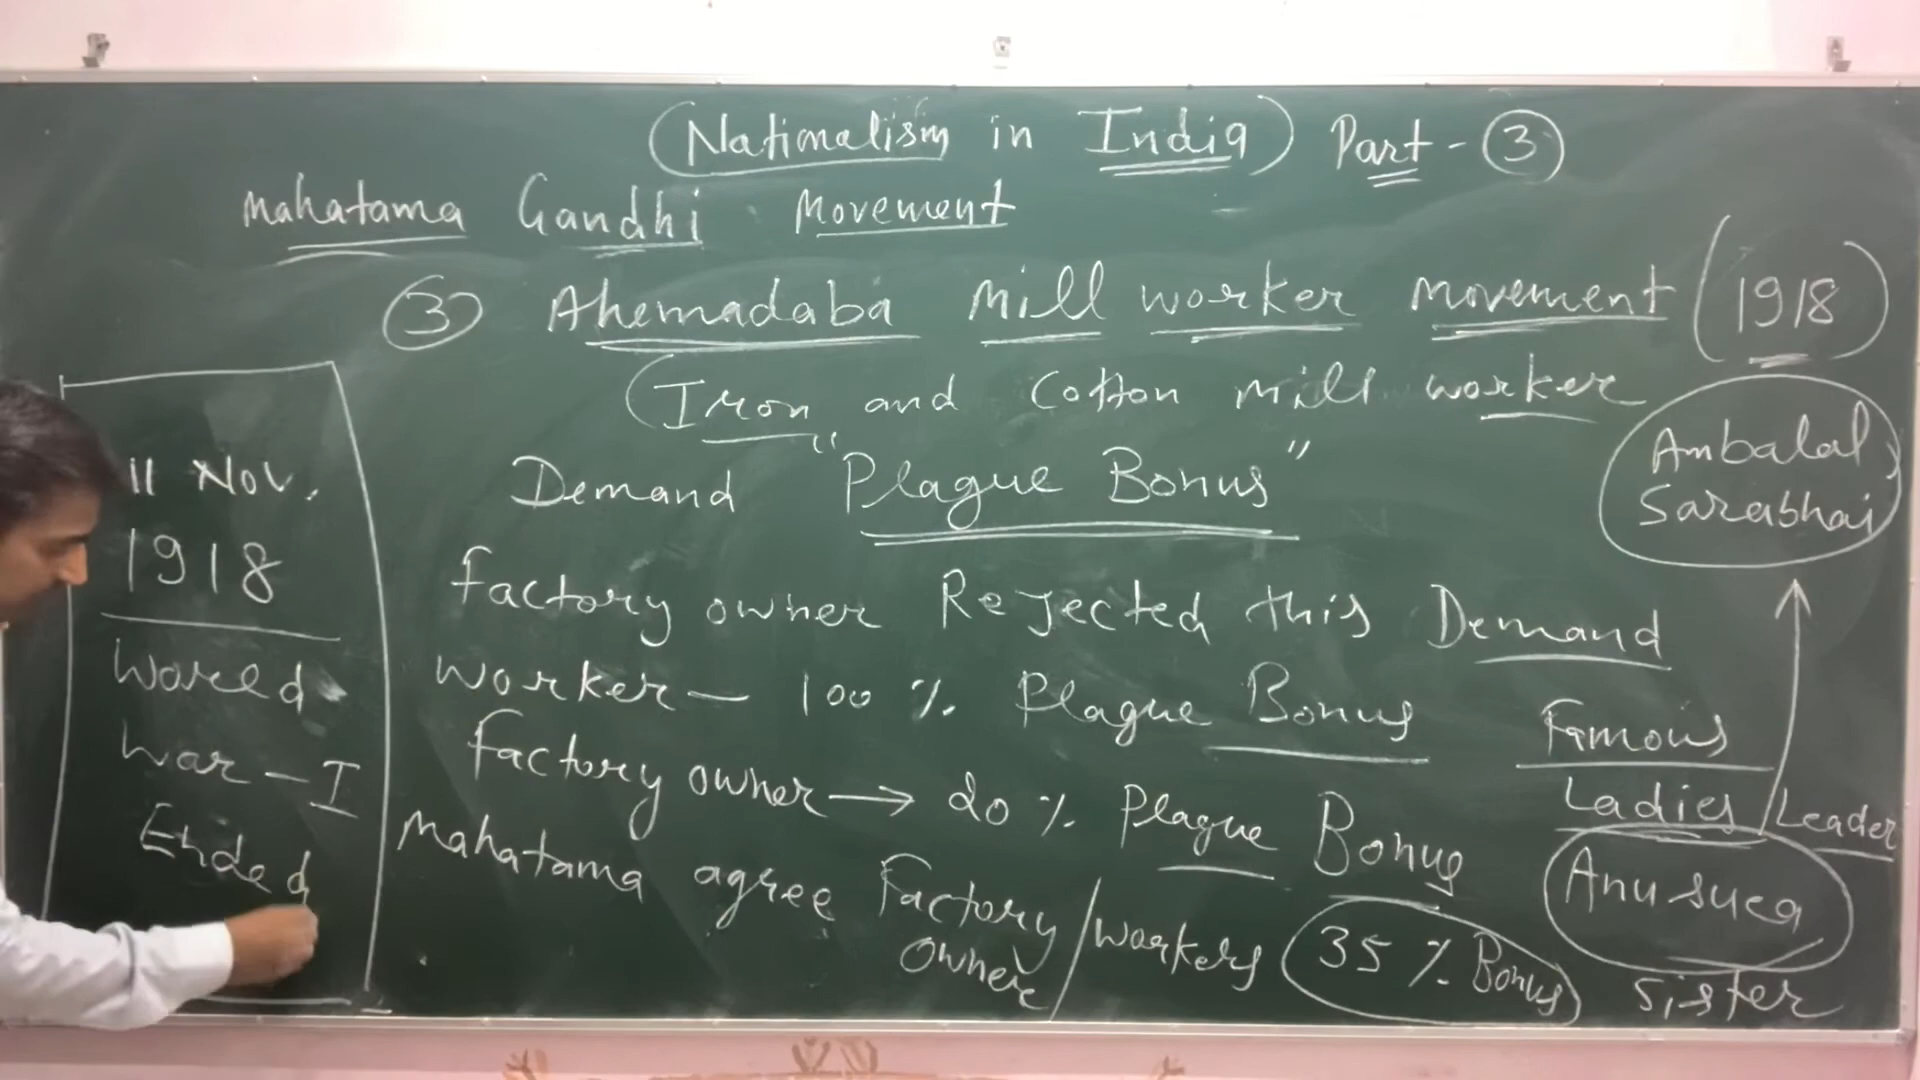 (Nationalism in India) Part - 3
Mahatama Gandhi Movement
3 Ahemadaba Mill worker movement (1918)
(Iron and Cotton Mill worker
Demand "Plague Bonus"
Factory owner Rejected this Demand
Worker - 100 % Plague Bonus
Factory owner → 20 % Plague Bonus
Mahatama agree Factory owner / workers 35 % Bonus
Ambalal
Sarabhai
Famous
Ladies / Leader
Anusuea
Sister
11 Nov.
1918
World
War - I
Ended